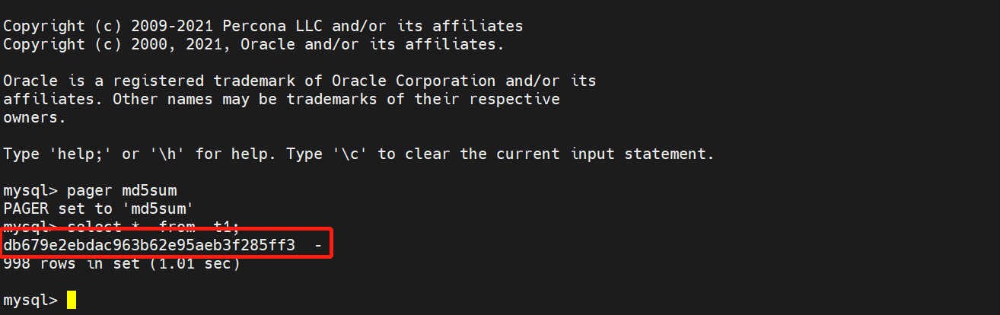 Copyright (c) 2009-2021 Percona LLC and/or its affiliates
Copyright (c) 2000, 2021, Oracle and/or its affiliates.
Oracle is a registered trademark of Oracle Corporation and/or its
affiliates. Other names may be trademarks of their respective
owners.
Type 'help;' or '\h' for help. Type '\c' to clear the current input statement.
mysql> pager md5sum
PAGER set to 'md5sum'
mysql> select *  from  t1;
db679e2ebdac963b62e95aeb3f285ff3  -
998 rows in set (1.01 sec)
mysql>